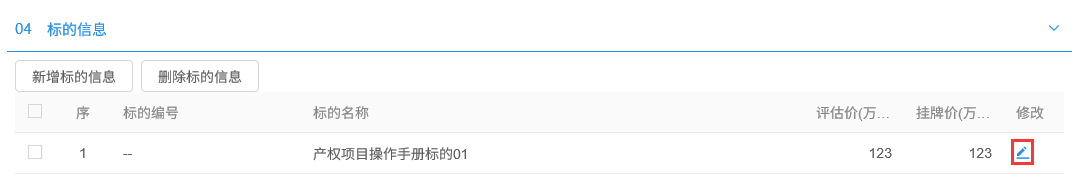 04 标的信息
新增标的信息 删除标的信息
序 标的编号 标的名称 评估价(万... 挂牌价(万... 修改
1 -- 产权项目操作手册标的01 123 123